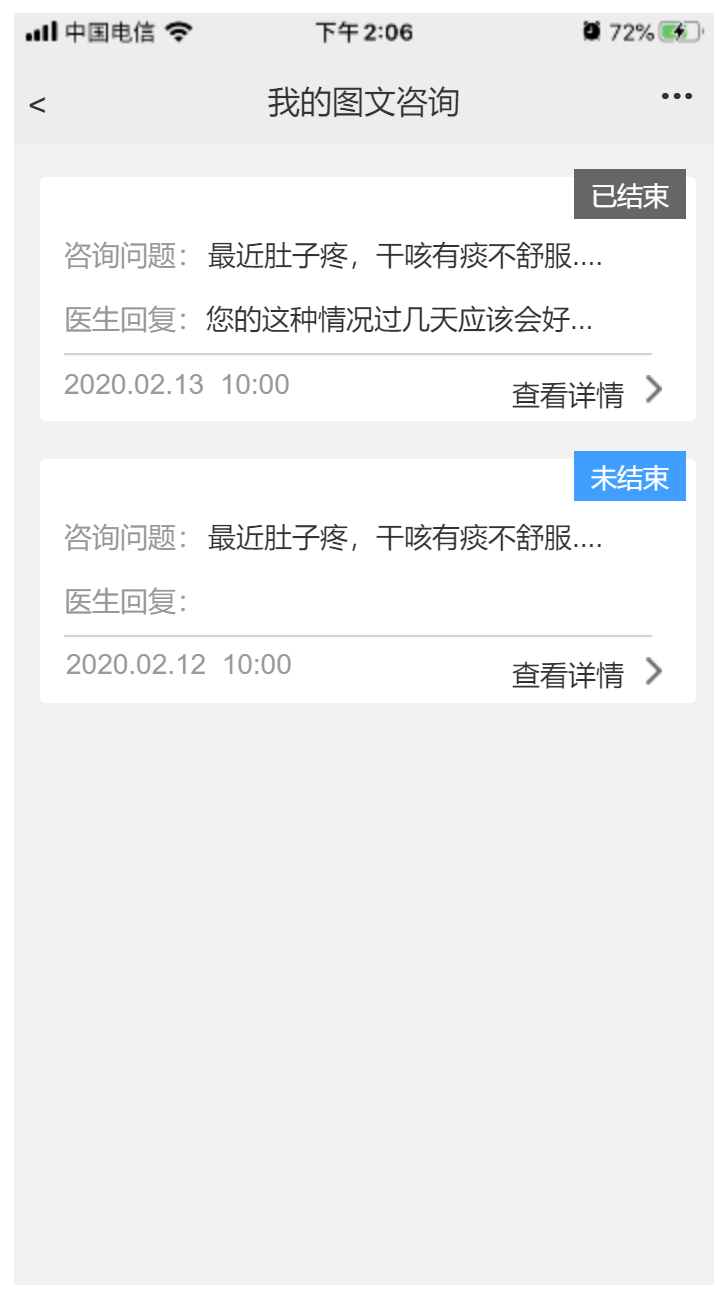 中国电信 下午2:06 72%
< 我的图文咨询 •••
已结束
咨询问题： 最近肚子疼，干咳有痰不舒服....
医生回复： 您的这种情况过几天应该会好...
2020.02.13 10:00 查看详情
未结束
咨询问题： 最近肚子疼，干咳有痰不舒服....
医生回复：
2020.02.12 10:00 查看详情